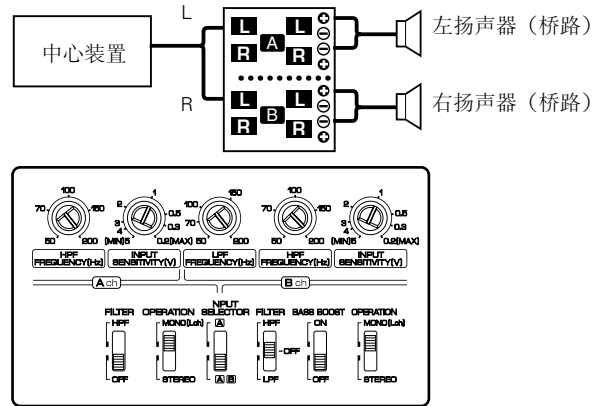 L
中心装置
R
L L
A
R R
L L
B
R R
⊕
⊖
⊖
⊕
⊕
⊖
⊖
⊕
左扬声器（桥路）
右扬声器（桥路）
50 70 100 150 200
(MIN)5 4 3 2 1 0.5 0.3 0.2(MAX)
50 70 100 150 200
50 70 100 150 200
(MIN)5 4 3 2 1 0.5 0.3 0.2(MAX)
HPF
FREQUENCY(Hz)
INPUT
SENSITIVITY(V)
LPF
FREQUENCY(Hz)
HPF
FREQUENCY(Hz)
INPUT
SENSITIVITY(V)
A ch
B ch
FILTER
HPF
OFF
OPERATION
MONO(Lch)
STEREO
INPUT
SELECTOR
A
A B
FILTER
HPF
OFF
LPF
BASS BOOST
ON
OFF
OPERATION
MONO(Lch)
STEREO